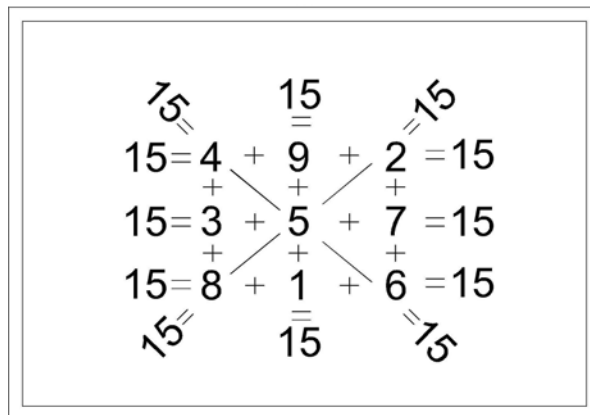 15 15 15
= = =
15= 4 + 9 + 2 =15
+ + +
15= 3 + 5 + 7 =15
+ + +
15= 8 + 1 + 6 =15
= = =
15 15 15